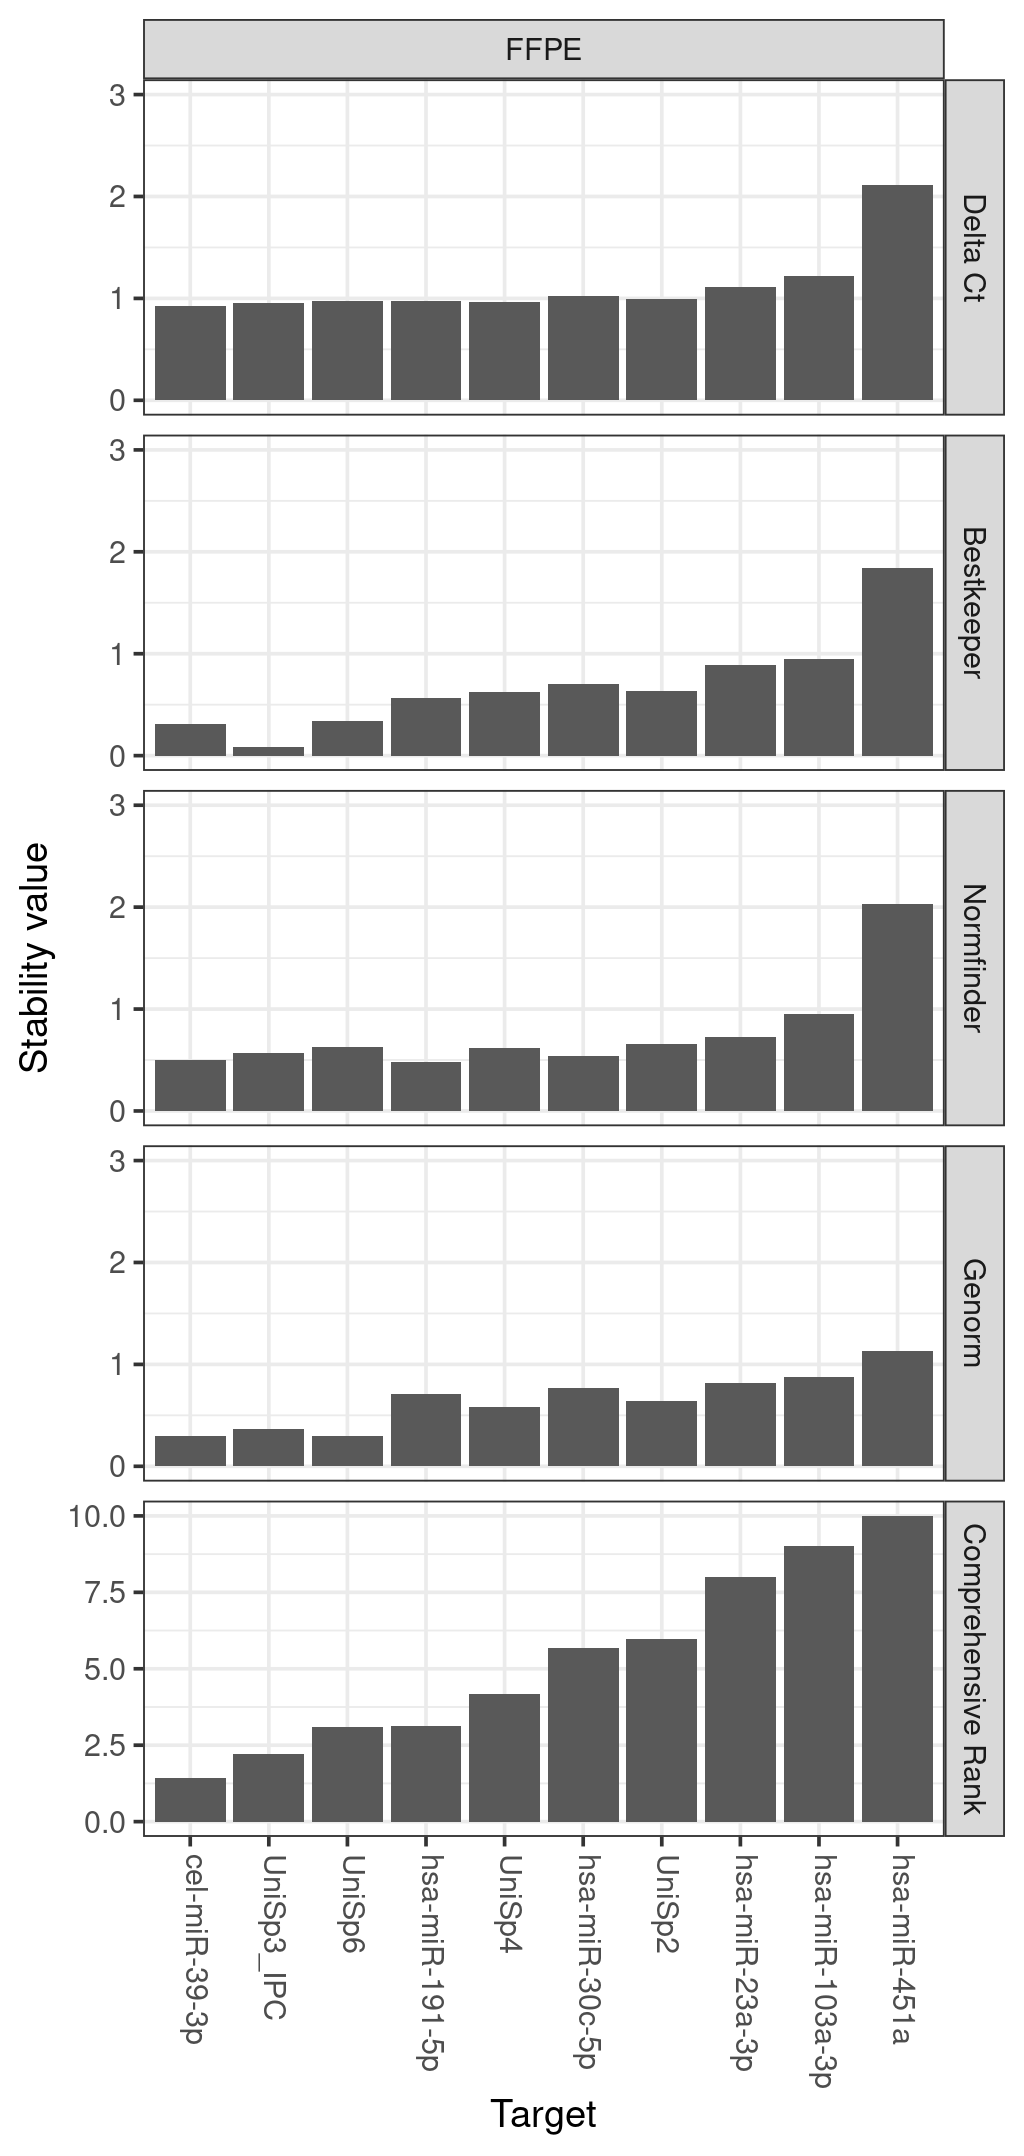 FFPE
3
2
1
0
Delta Ct
3
2
1
0
Bestkeeper
3
2
1
0
Normfinder
3
2
1
0
Genorm
10.0
7.5
5.0
2.5
0.0
Comprehensive Rank
Stability value
cel-miR-39-3p
UniSp3_IPC
UniSp6
hsa-miR-191-5p
UniSp4
hsa-miR-30c-5p
UniSp2
hsa-miR-23a-3p
hsa-miR-103a-3p
hsa-miR-451a
Target